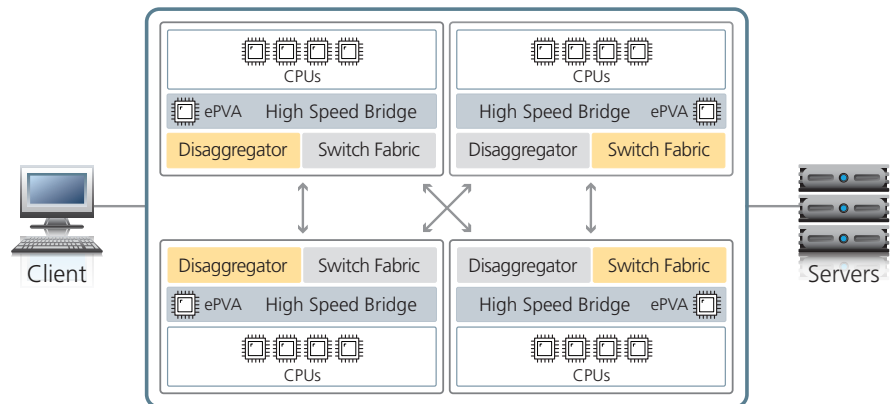 CPUs
ePVA High Speed Bridge
Disaggregator Switch Fabric
CPUs
High Speed Bridge ePVA
Disaggregator Switch Fabric
Client
Servers
Disaggregator Switch Fabric
ePVA High Speed Bridge
CPUs
Disaggregator Switch Fabric
High Speed Bridge ePVA
CPUs